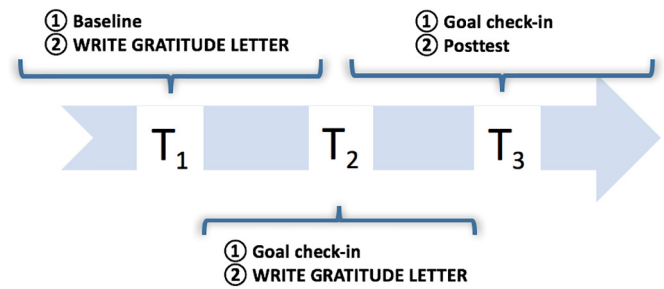 ① Baseline
② WRITE GRATITUDE LETTER
① Goal check-in
② Posttest
T₁ T₂ T₃
① Goal check-in
② WRITE GRATITUDE LETTER